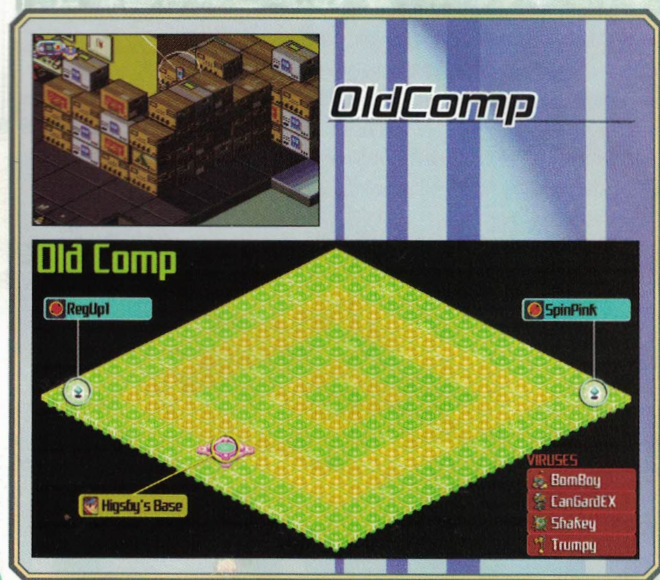 OldComp
Old Comp
RegUp1
SpinPink
Higsby's Base
VIRUSES
BomBoy
CanGardEX
Shakey
Trumpy